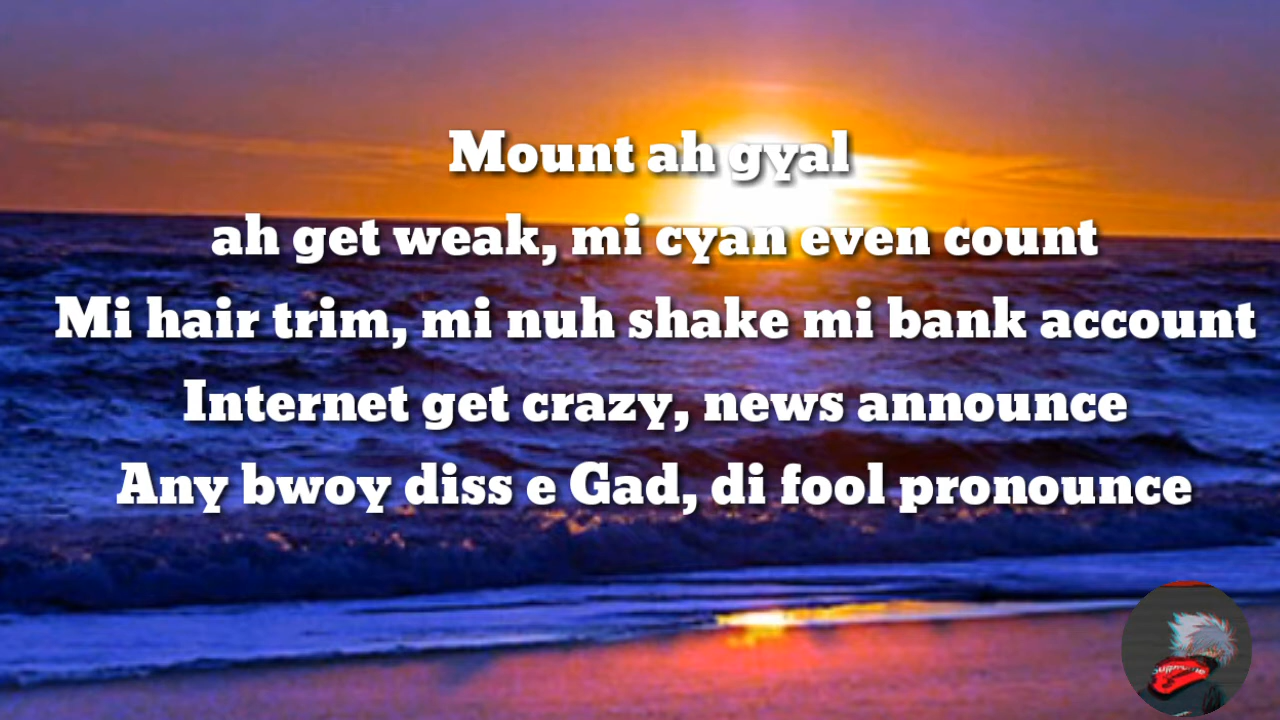 Mount ah gyal
ah get weak, mi cyan even count
Mi hair trim, mi nuh shake mi bank account
Internet get crazy, news announce
Any bwoy diss e Gad, di fool pronounce